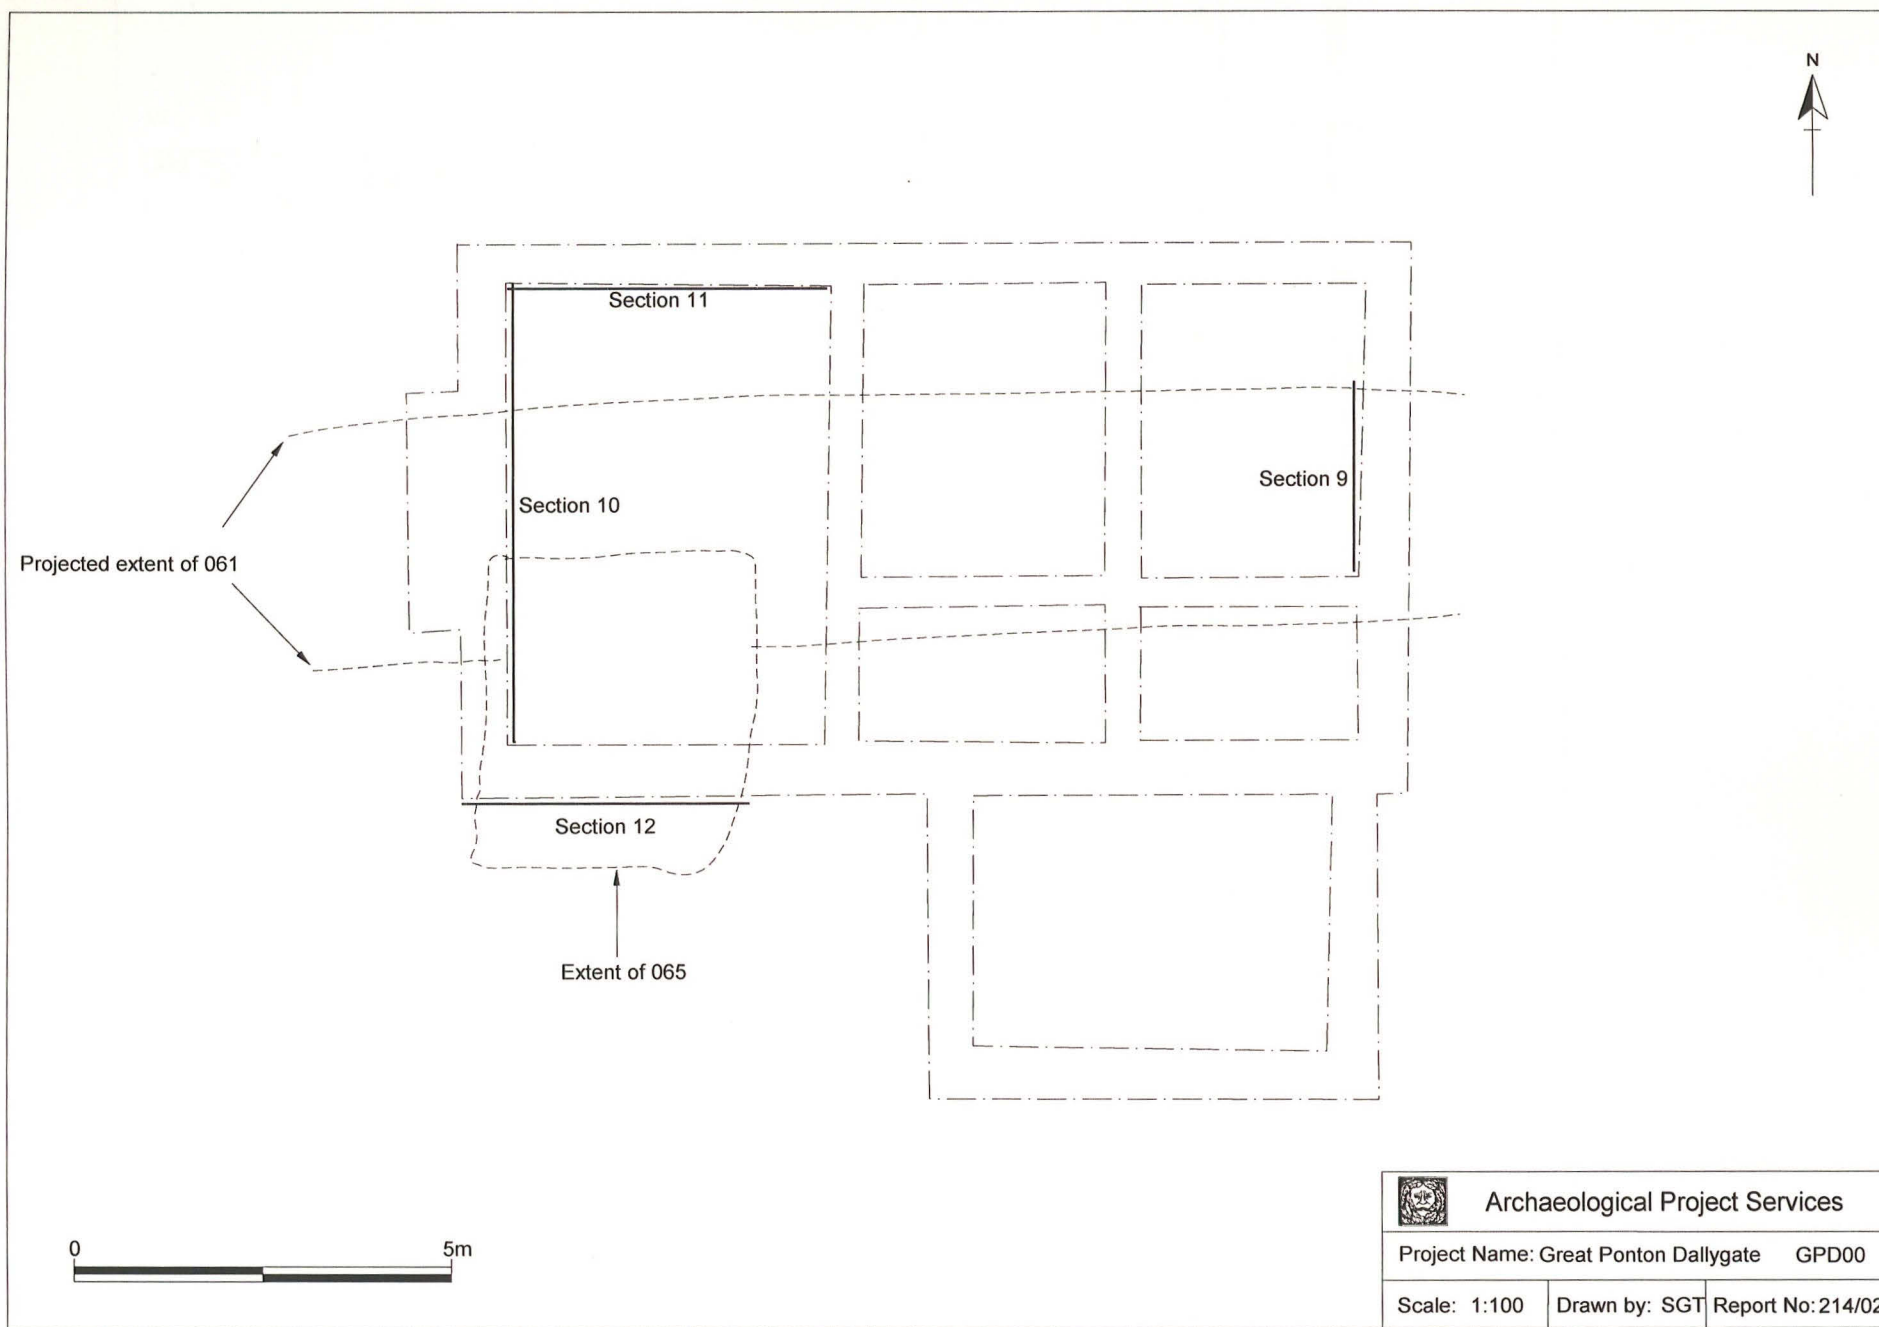 N
Section 11
Section 9
Section 10
Projected extent of 061
Section 12
Extent of 065
0 5m
Archaeological Project Services
Project Name: Great Ponton Dallygate GPD00
Scale: 1:100 Drawn by: SGT Report No: 214/02